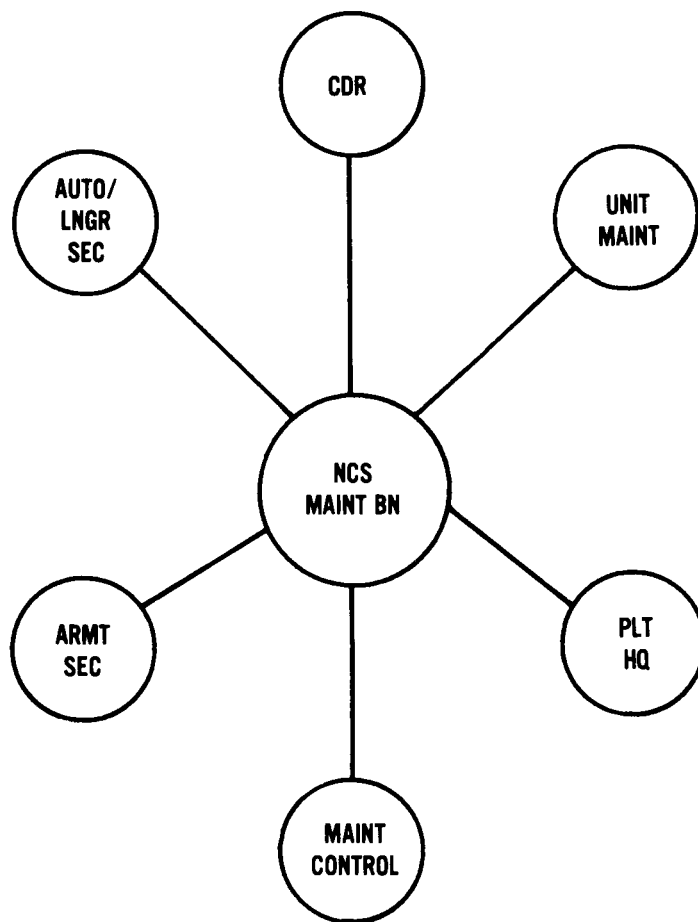 CDR
AUTO/
LNGR
SEC
UNIT
MAINT
NCS
MAINT BN
ARMT
SEC
PLT
HQ
MAINT
CONTROL